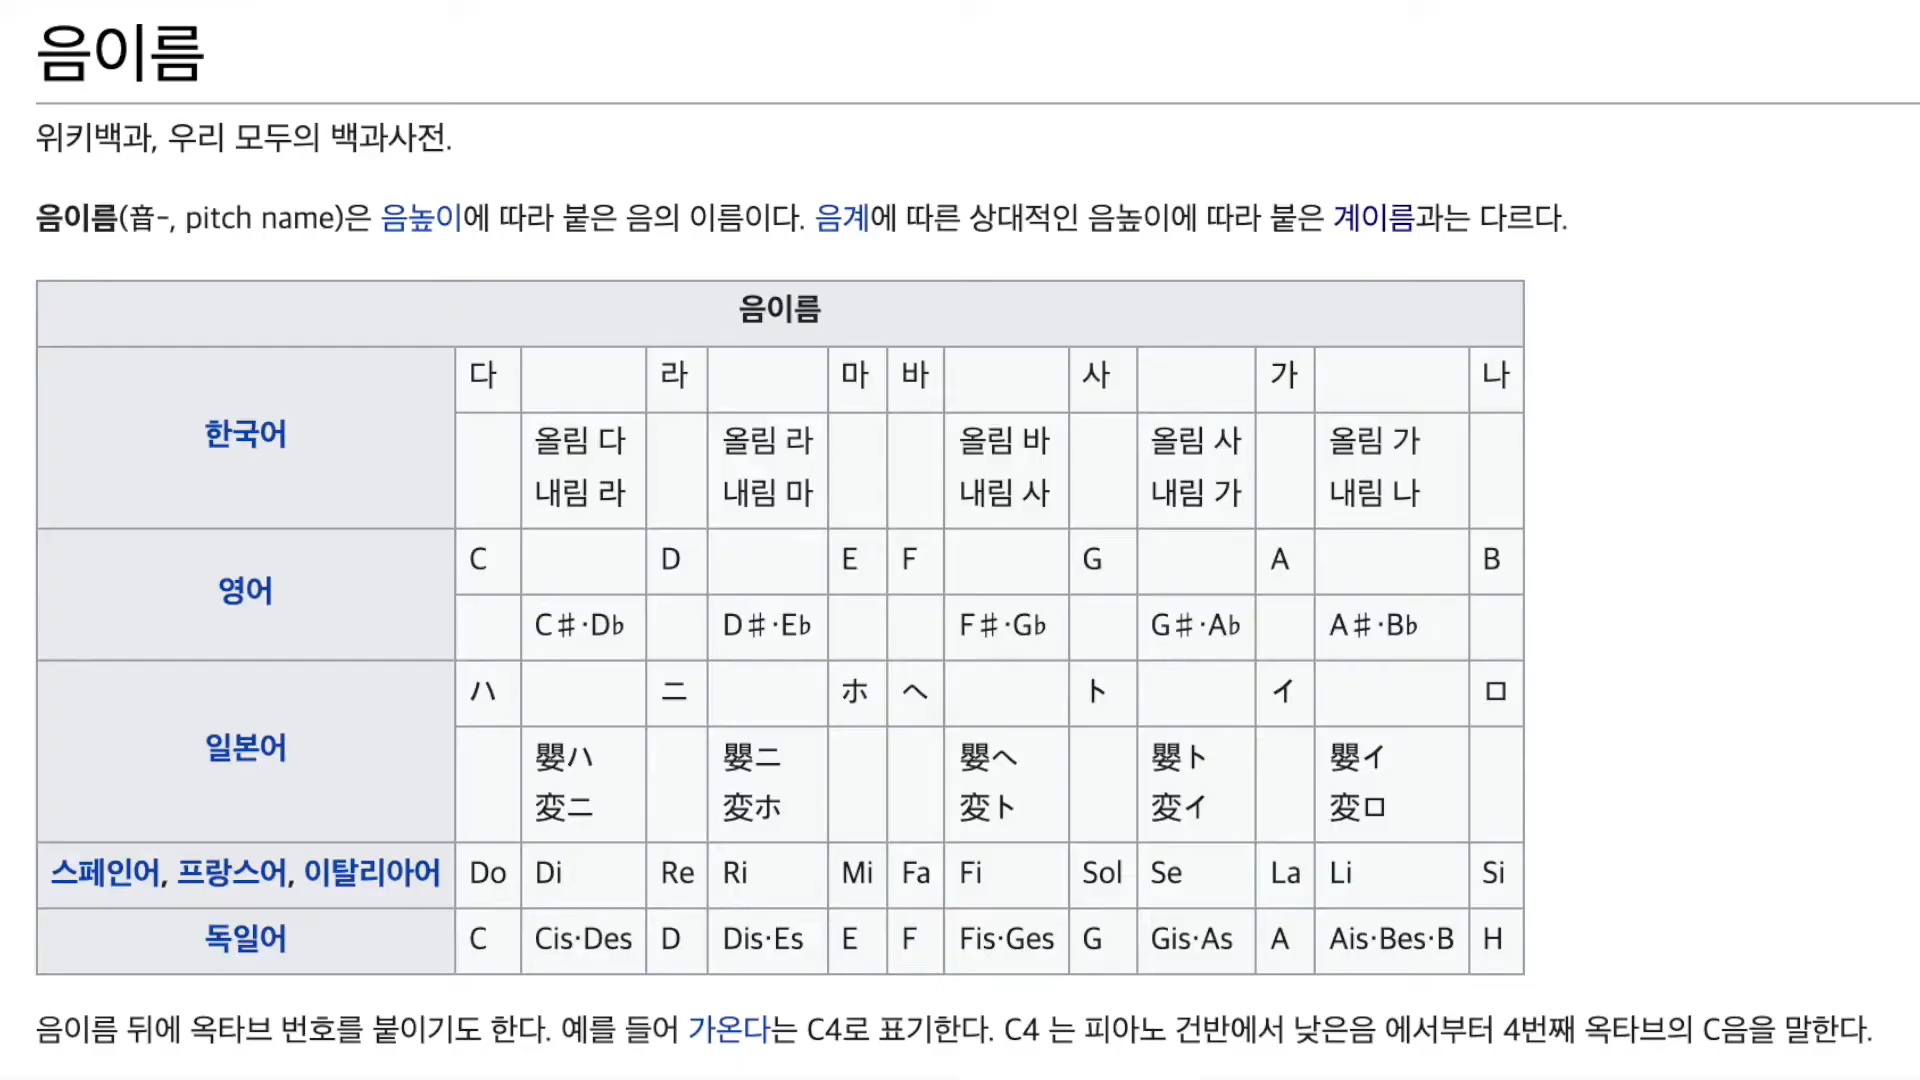 음이름
위키백과, 우리 모두의 백과사전.
음이름(音-, pitch name)은 음높이에 따라 붙은 음의 이름이다. 음계에 따른 상대적인 음높이에 따라 붙은 계이름과는 다르다.
음이름
한국어
다 라 마 바 사 가 나
올림 다 올림 라 올림 바 올림 사 올림 가
내림 라 내림 마 내림 사 내림 가 내림 나
영어
C D E F G A B
C♯·D♭ D♯·E♭ F♯·G♭ G♯·A♭ A♯·B♭
일본어
ハ ニ ホ ヘ ト イ ロ
嬰ハ 嬰ニ 嬰ヘ 嬰ト 嬰イ
変ニ 変ホ 変ト 変イ 変ロ
스페인어, 프랑스어, 이탈리아어 Do Di Re Ri Mi Fa Fi Sol Se La Li Si
독일어 C Cis·Des D Dis·Es E F Fis·Ges G Gis·As A Ais·Bes·B H
음이름 뒤에 옥타브 번호를 붙이기도 한다. 예를 들어 가온다는 C4로 표기한다. C4 는 피아노 건반에서 낮은음 에서부터 4번째 옥타브의 C음을 말한다.